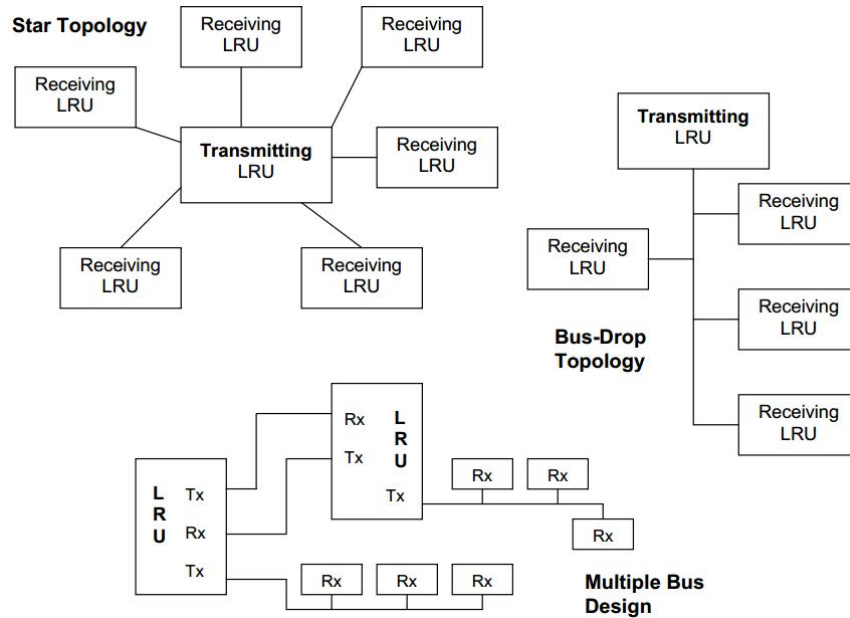 Star Topology
Receiving
LRU
Receiving
LRU
Receiving
LRU
Transmitting
LRU
Receiving
LRU
Receiving
LRU
Receiving
LRU
Transmitting
LRU
Receiving
LRU
Receiving
LRU
Receiving
LRU
Bus-Drop
Topology
Receiving
LRU
Rx
Tx
Tx
L
R
U
Rx
Rx
Rx
L
R
U
Tx
Rx
Tx
Rx
Rx
Rx
Multiple Bus
Design